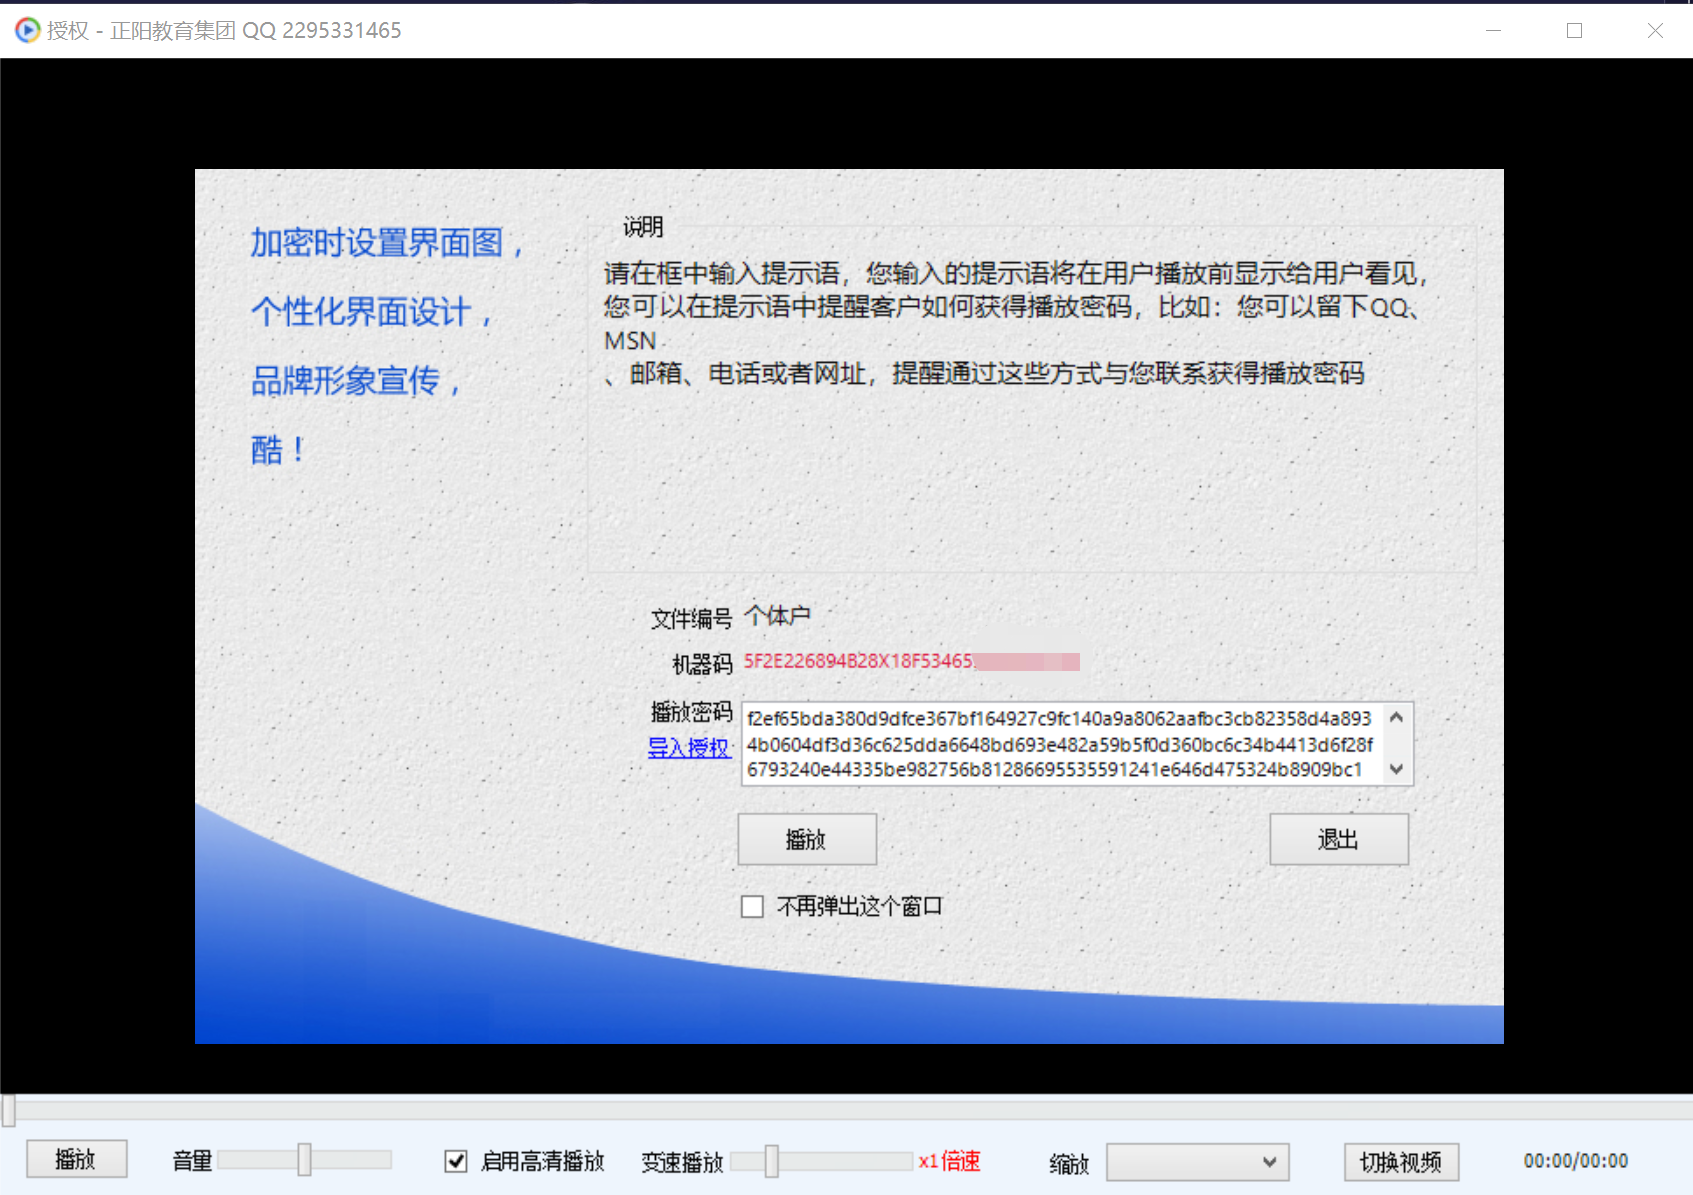 授权 - 正阳教育集团 QQ 2295331465
加密时设置界面图，
个性化界面设计，
品牌形象宣传，
酷！
说明
请在框中输入提示语，您输入的提示语将在用户播放前显示给用户看见，
您可以在提示语中提醒客户如何获得播放密码，比如：您可以留下QQ、
MSN
、邮箱、电话或者网址，提醒通过这些方式与您联系获得播放密码
文件编号 个体户
机器码 5F2E226894B28X18F53465
播放密码
导入授权
f2ef65bda380d9dfce367bf164927c9fc140a9a8062aafbc3cb82358d4a893
4b0604df3d36c625dda6648bd693e482a59b5f0d360bc6c34b4413d6f28f
6793240e44335be982756b81286695535591241e646d475324b8909bc1
播放 退出
不再弹出这个窗口
播放 音量 启用高清播放 变速播放 x1倍速 缩放 切换视频 00:00/00:00